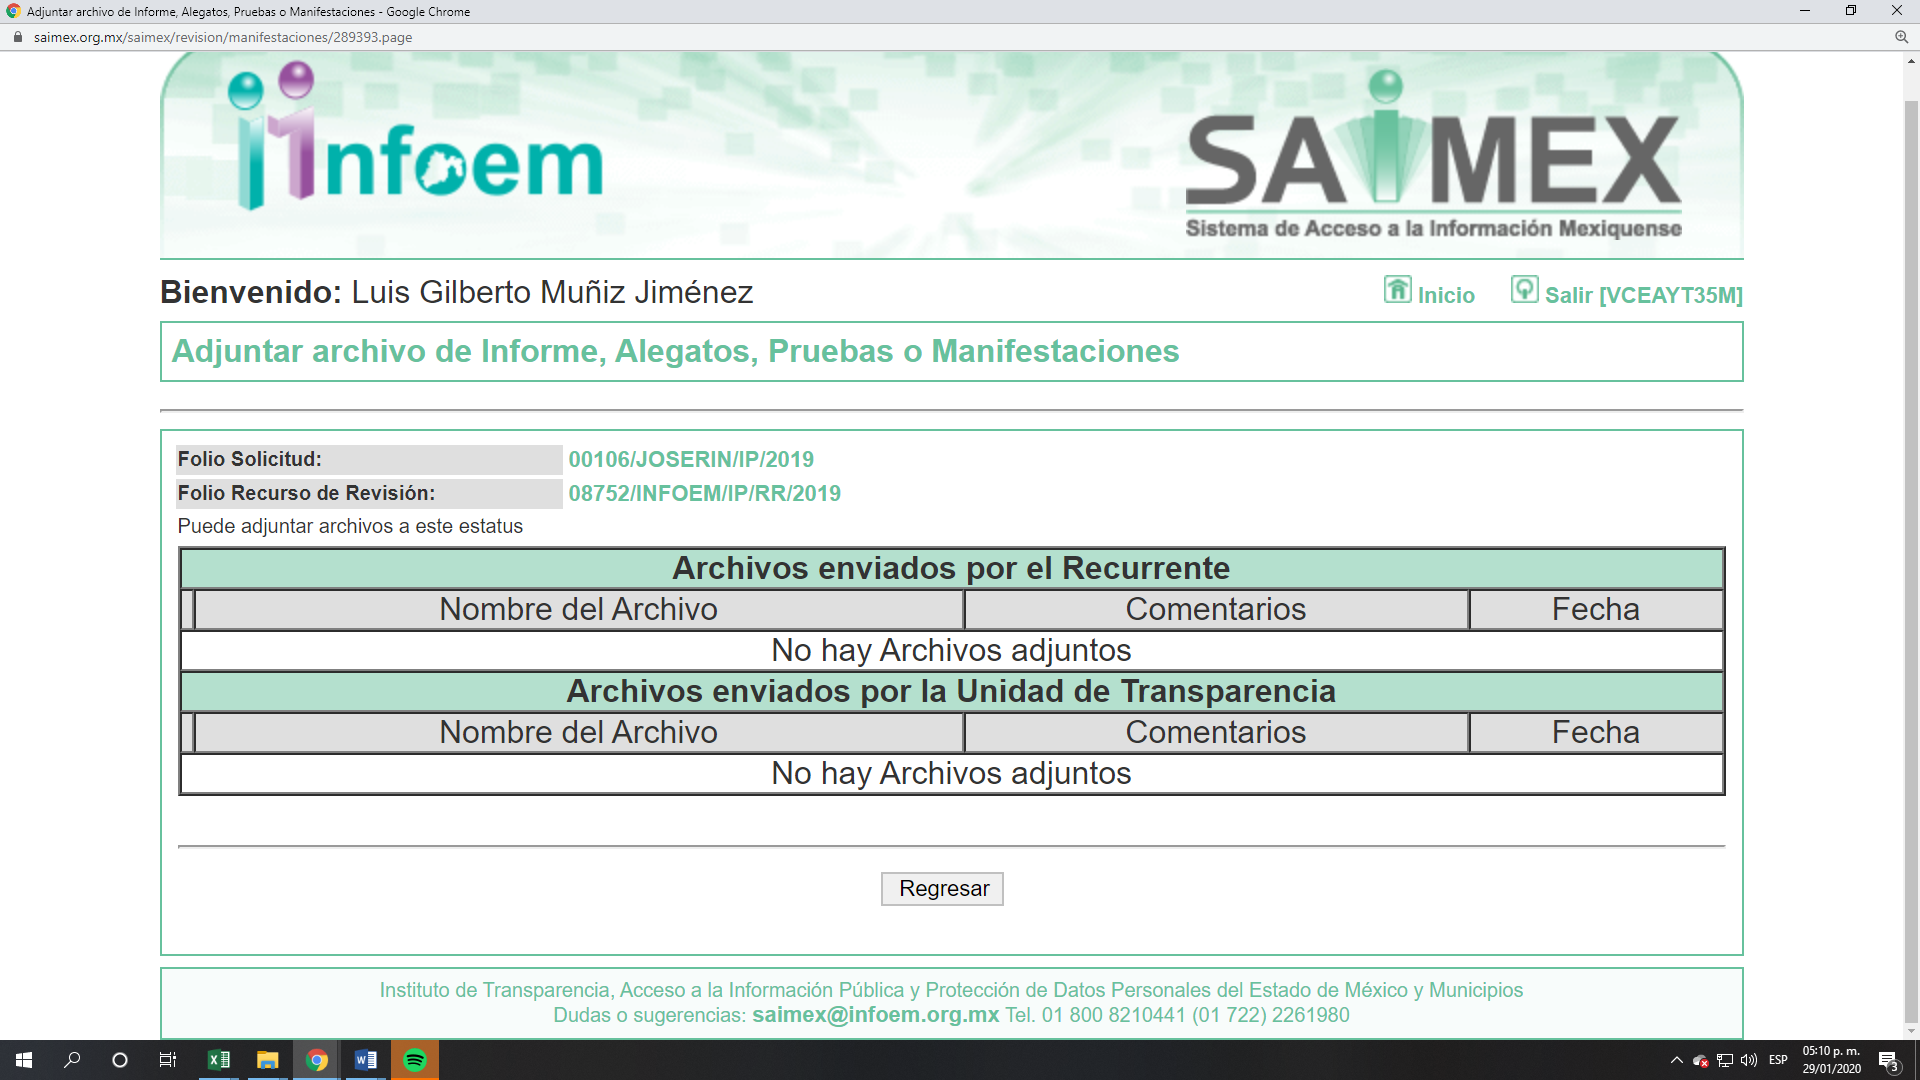 Adjuntar archivo de Informe, Alegatos, Pruebas o Manifestaciones - Google Chrome
saimex.org.mx/saimex/revision/manifestaciones/289393.page
infoem
SAIMEX
Sistema de Acceso a la Información Mexiquense
Bienvenido: Luis Gilberto Muñiz Jiménez
Inicio
Salir [VCEAYT35M]
Adjuntar archivo de Informe, Alegatos, Pruebas o Manifestaciones
Folio Solicitud: 00106/JOSERIN/IP/2019
Folio Recurso de Revisión: 08752/INFOEM/IP/RR/2019
Puede adjuntar archivos a este estatus
Archivos enviados por el Recurrente
Nombre del Archivo Comentarios Fecha
No hay Archivos adjuntos
Archivos enviados por la Unidad de Transparencia
Nombre del Archivo Comentarios Fecha
No hay Archivos adjuntos
Regresar
Instituto de Transparencia, Acceso a la Información Pública y Protección de Datos Personales del Estado de México y Municipios
Dudas o sugerencias: saimex@infoem.org.mx Tel. 01 800 8210441 (01 722) 2261980
ESP
05:10 p. m.
29/01/2020
3